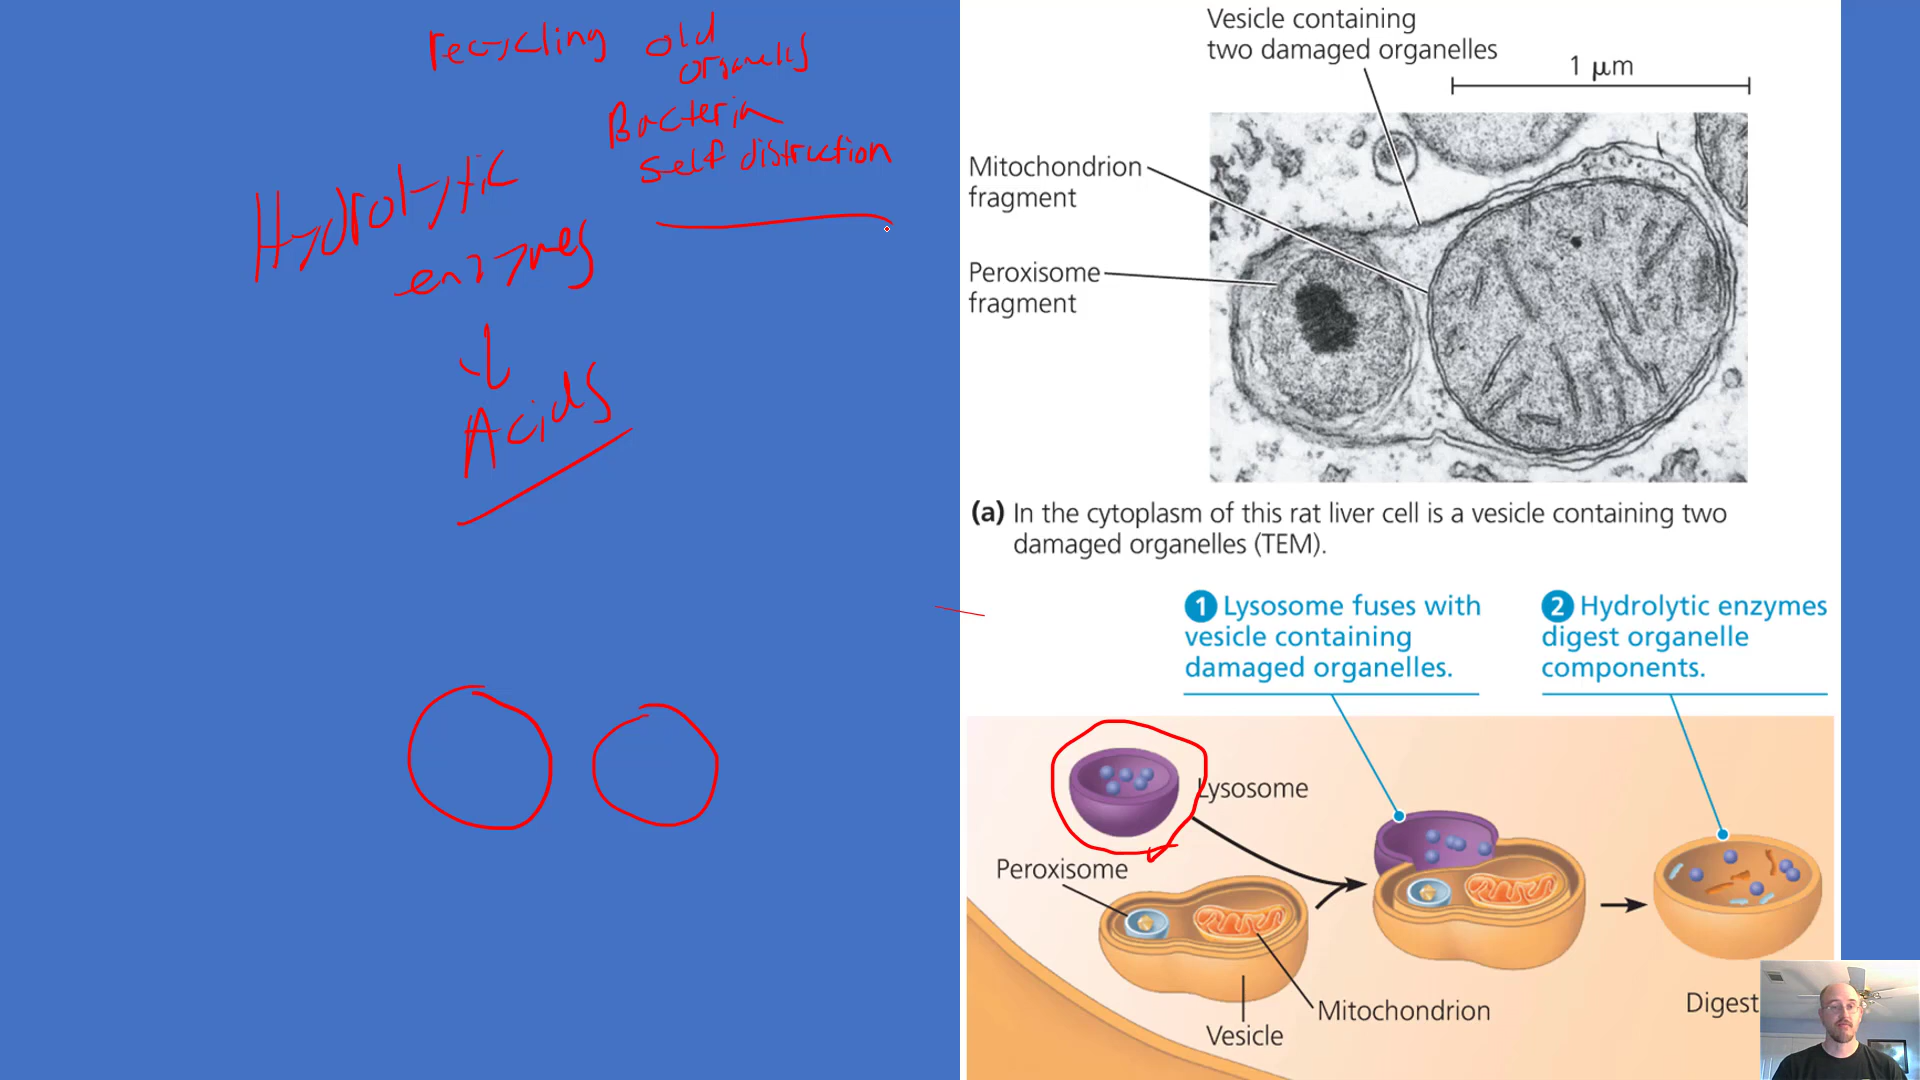 recycling old
organells
Bacteria
self distruction
Hydrolytic
enzymes
Acids
Vesicle containing
two damaged organelles
1 μm
Mitochondrion
fragment
Peroxisome
fragment
(a) In the cytoplasm of this rat liver cell is a vesicle containing two
damaged organelles (TEM).
1 Lysosome fuses with
vesicle containing
damaged organelles.
2 Hydrolytic enzymes
digest organelle
components.
Lysosome
Peroxisome
Mitochondrion
Vesicle
Digest